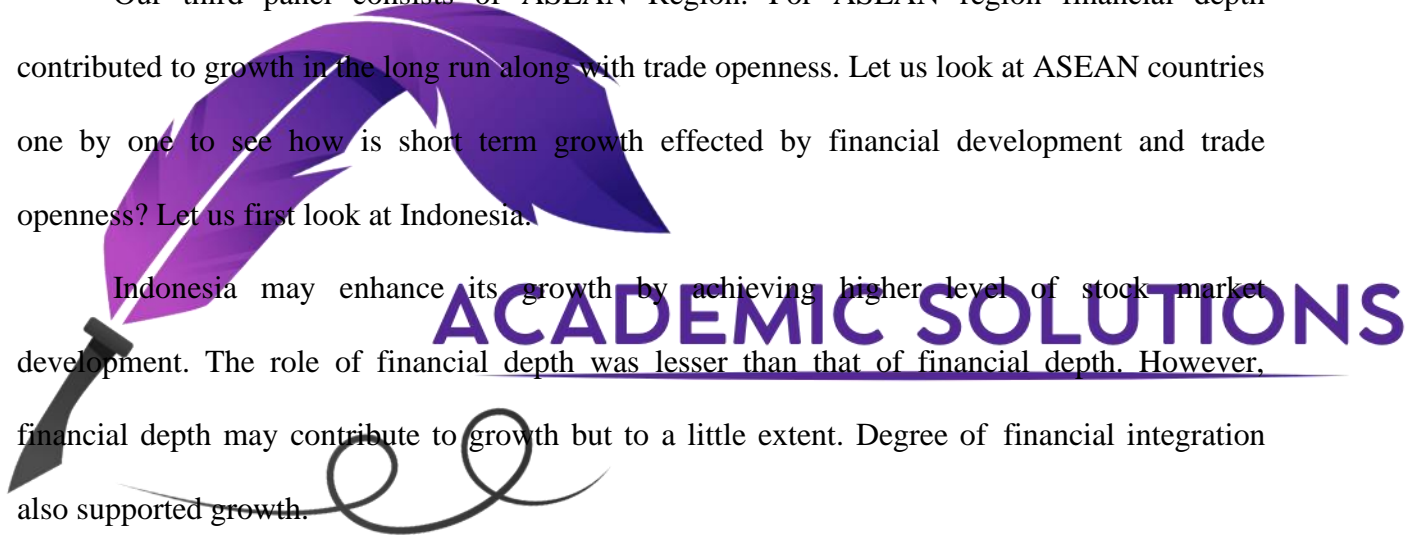 Our third panel consists of ASEAN Region. For ASEAN region financial depth
contributed to growth in the long run along with trade openness. Let us look at ASEAN countries
one by one to see how is short term growth effected by financial development and trade
openness? Let us first look at Indonesia.
Indonesia may enhance its growth by achieving higher level of stock market
ACADEMIC SOLUTIONS
development. The role of financial depth was lesser than that of financial depth. However,
financial depth may contribute to growth but to a little extent. Degree of financial integration
also supported growth.